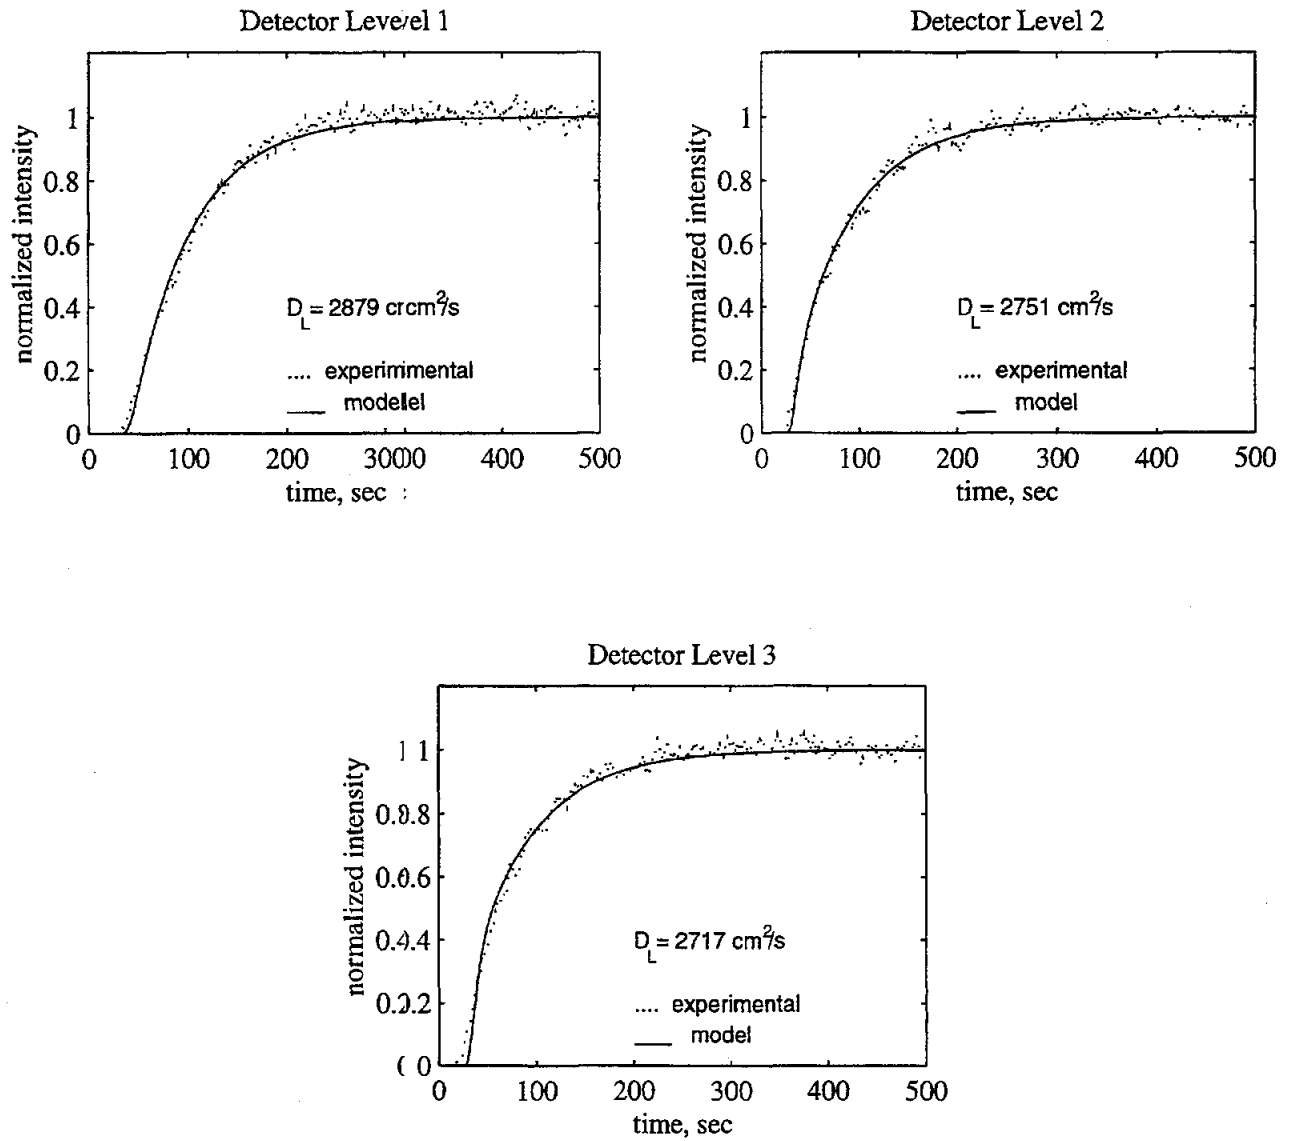 Detector Leve/el 1
normalized intensity
1
0.8
0.6
0.4
0.2
0
D_L = 2879 crcm²/s
.... experimimental
modelel
0 100 200 30000 400 500
time, sec :
Detector Level 2
normalized intensity
1
0.8
0.6
0.4
0.2
0
D_L = 2751 cm²/s
.... experimental
model
0 100 200 300 400 500
time, sec
Detector Level 3
normalized intensity
1 1
0.8.8
0.6.6
0.4.4
0.2.2
( 0
D_L = 2717 cm²/s
.... experimental
model
0 100 200 300 400 500
time, sec